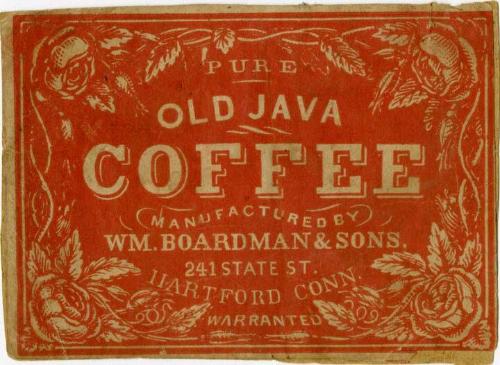 PURE
OLD JAVA
COFFEE
MANUFACTURED BY
WM. BOARDMAN & SONS.
241 STATE ST.
HARTFORD CONN.
WARRANTED